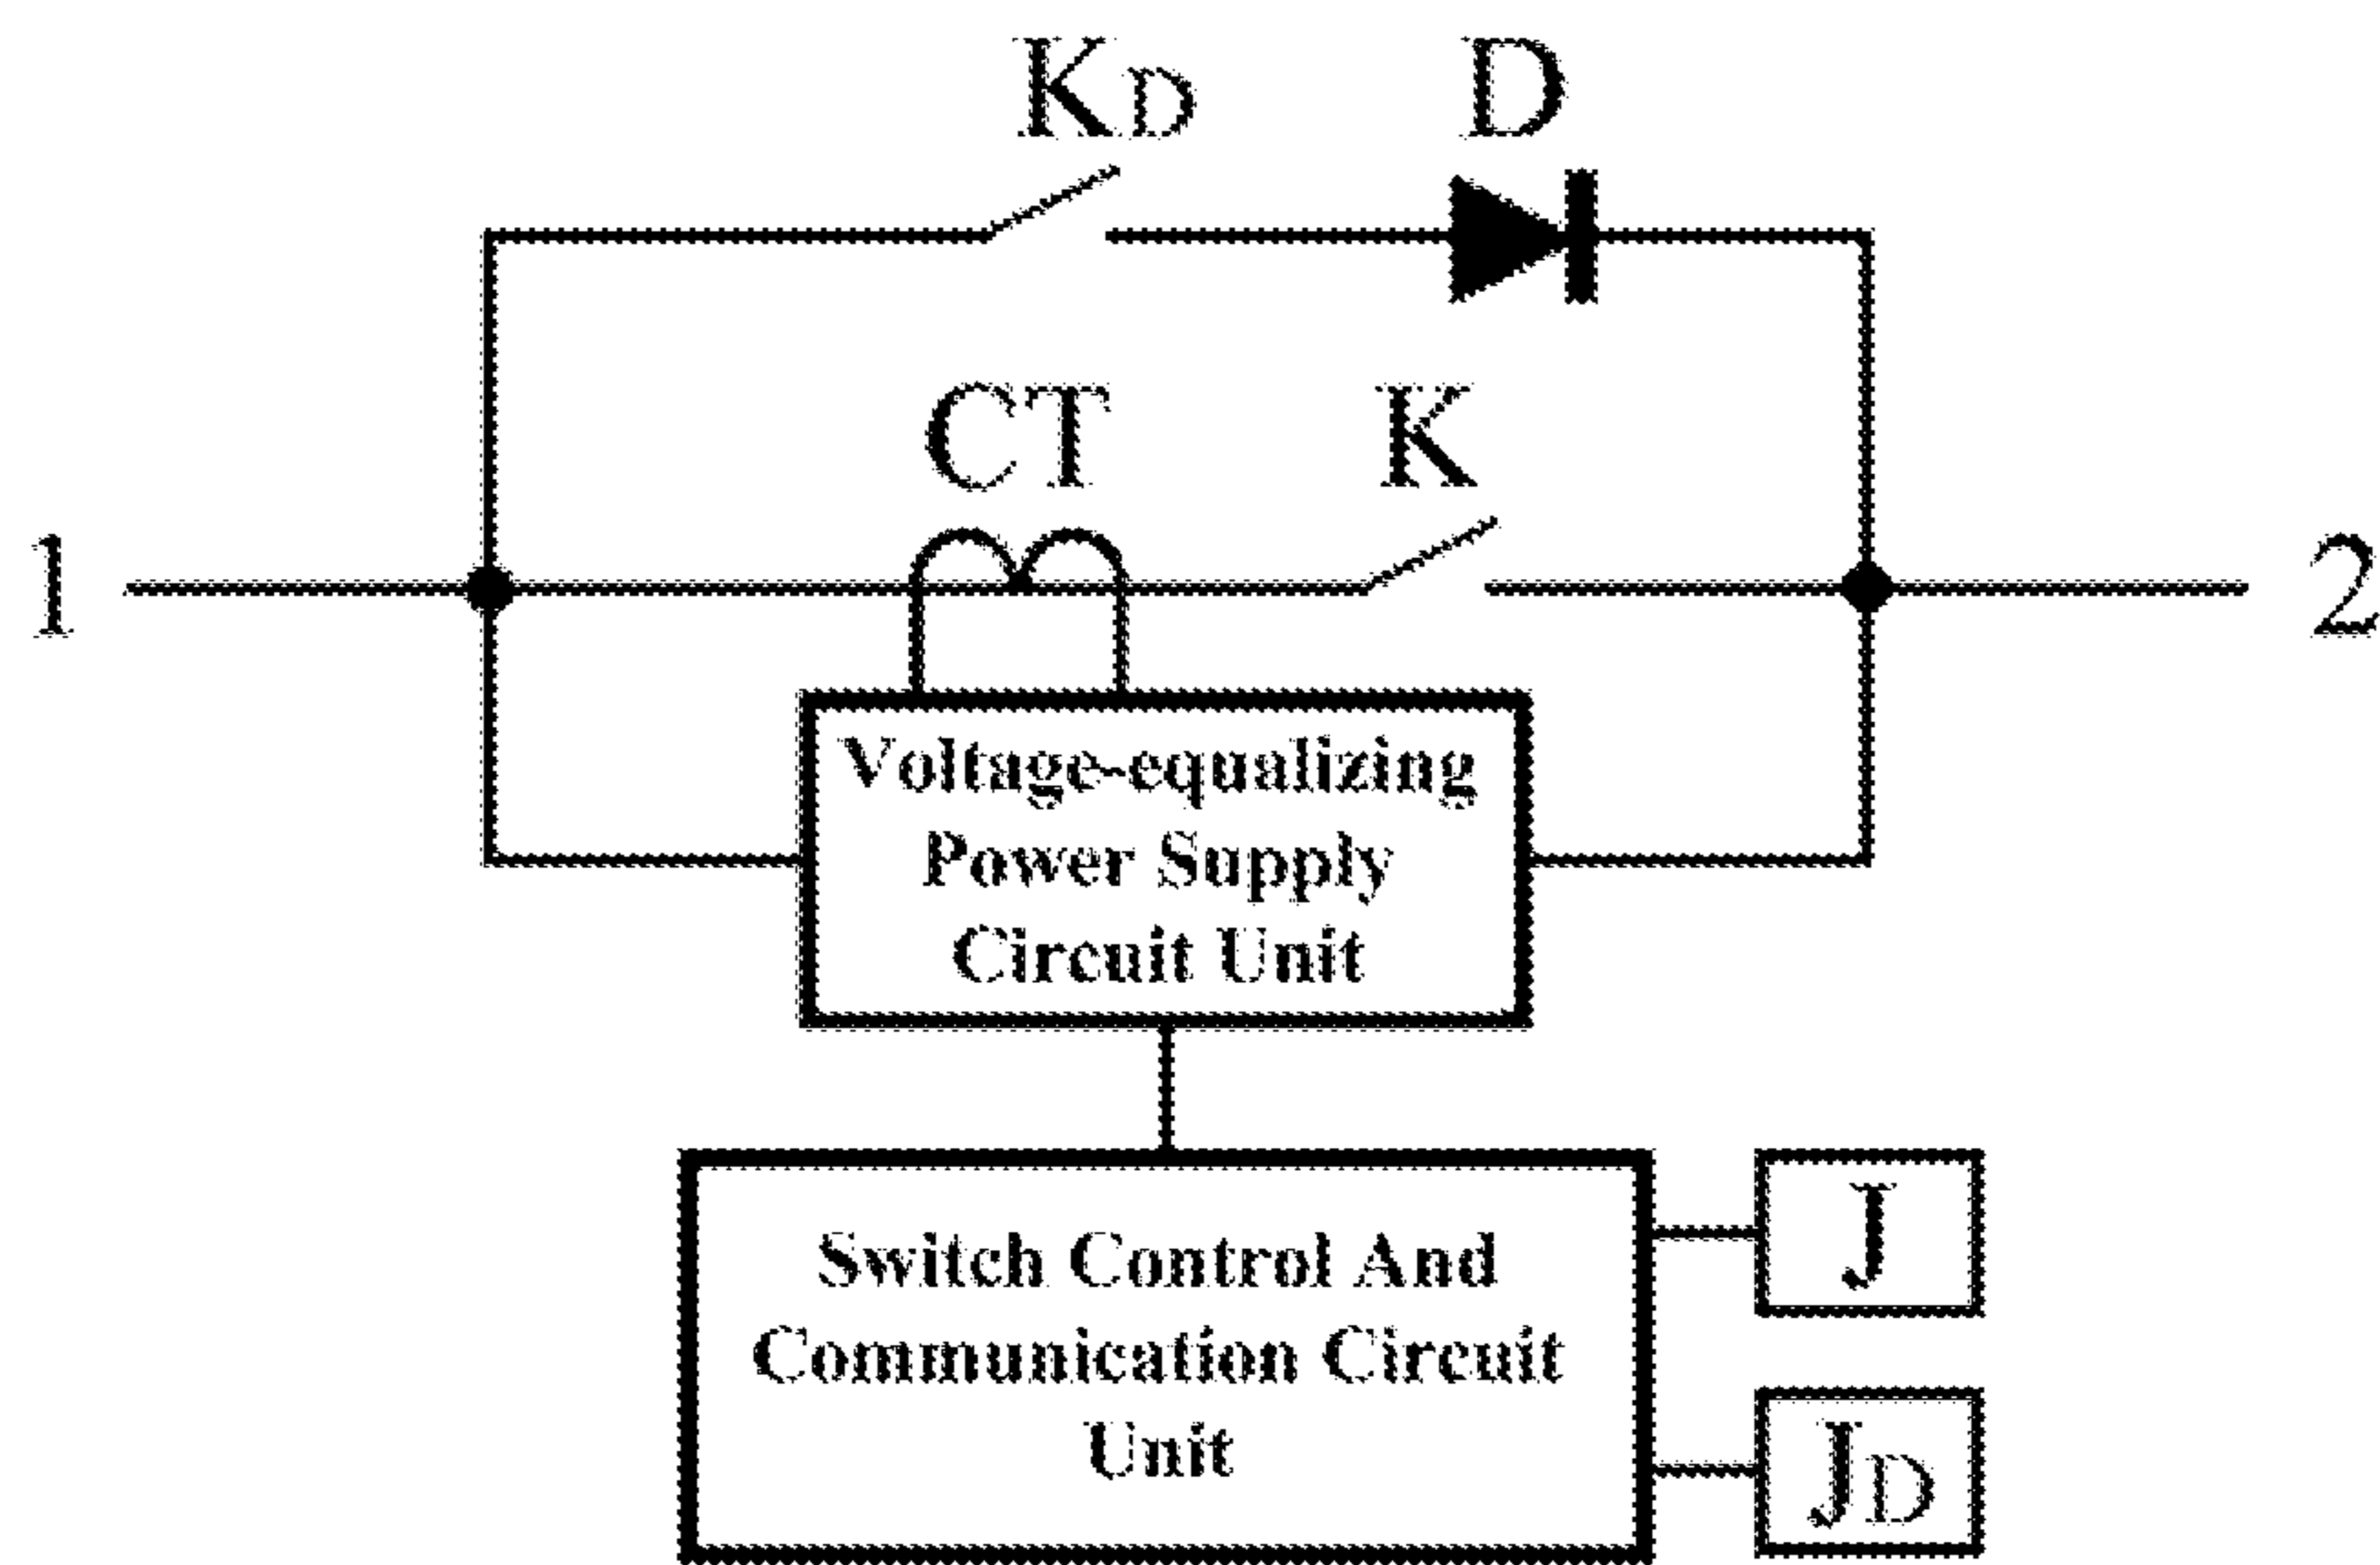 KD
D
CT
K
1
2
Voltage-equalizing
Power Supply
Circuit Unit
Switch Control And
Communication Circuit
Unit
J
JD